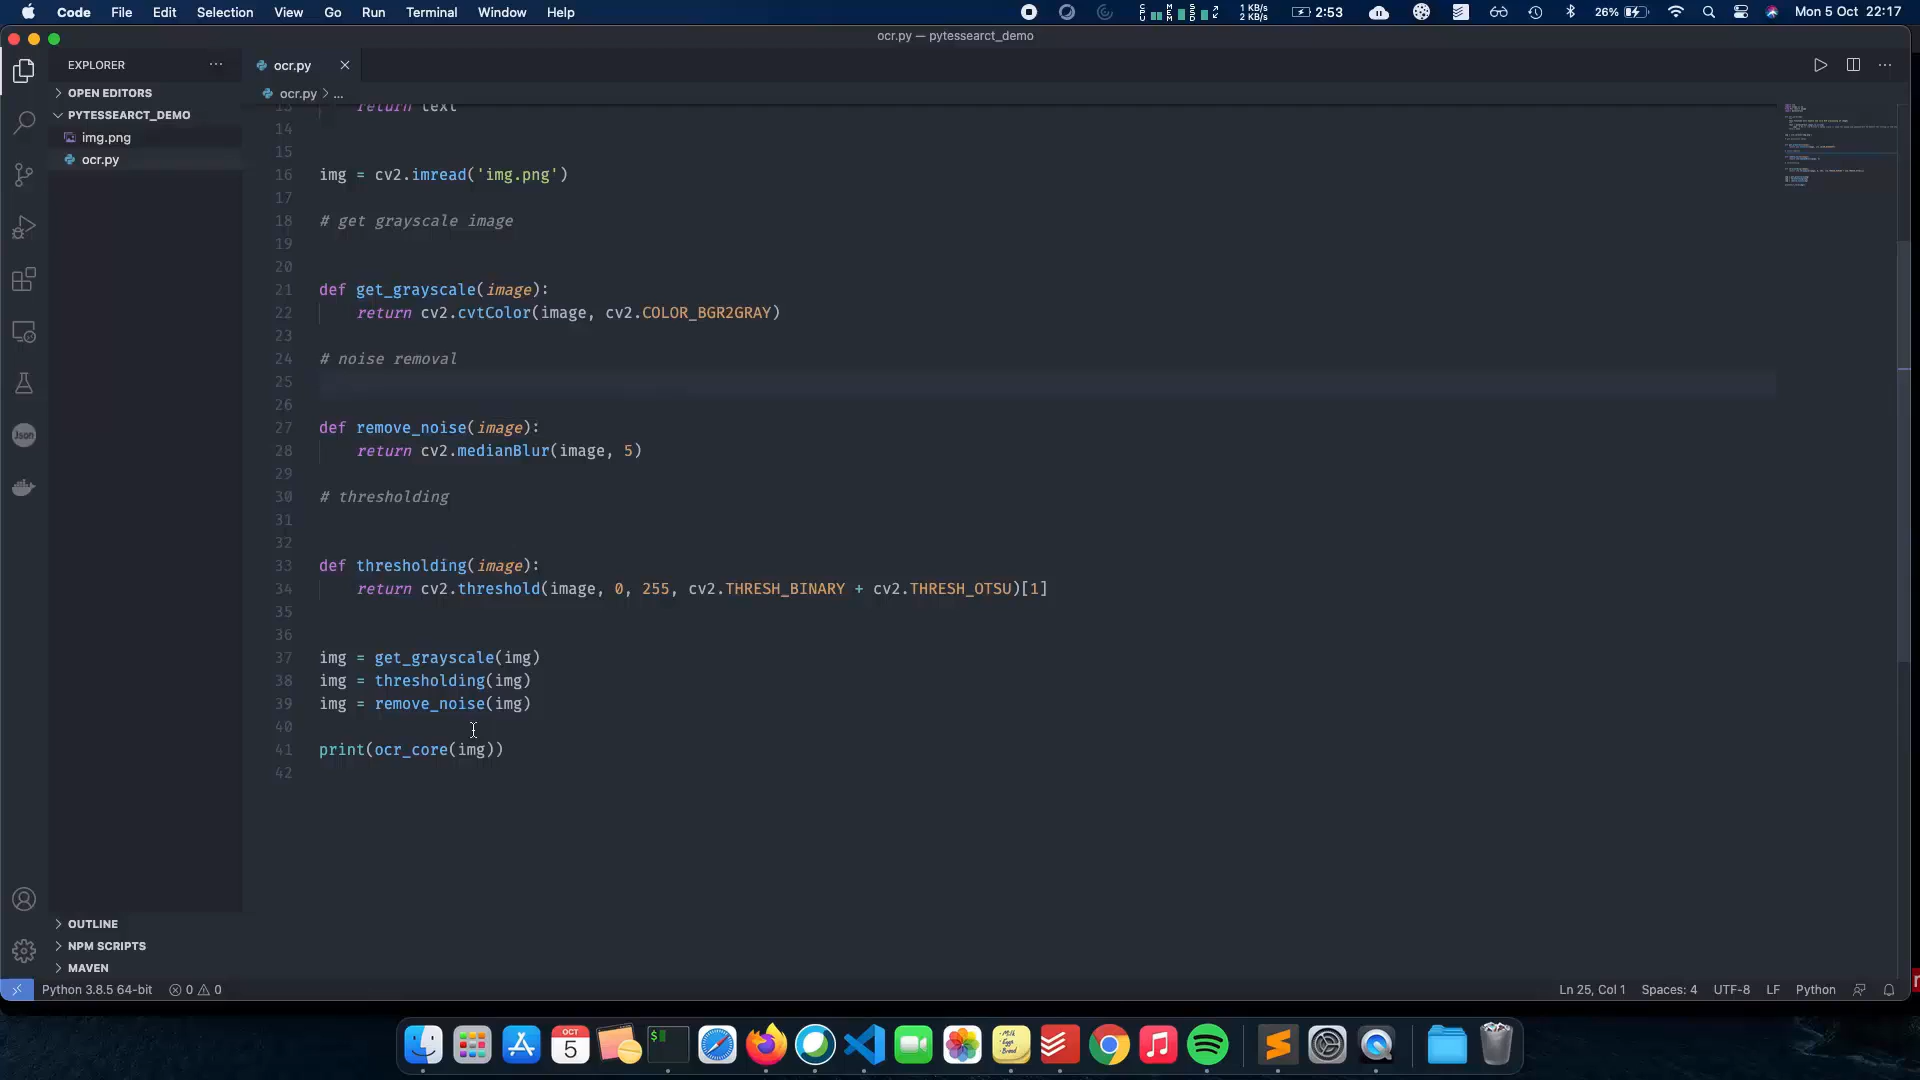 Code File Edit Selection View Go Run Terminal Window Help
1 KB/s
2 KB/s
2:53 26% Mon 5 Oct 22:17
ocr.py — pytessearct_demo
EXPLORER
OPEN EDITORS
PYTESSEARCT_DEMO
img.png
ocr.py
OUTLINE
NPM SCRIPTS
MAVEN
ocr.py
ocr.py > ...
13 return text
14
15
16 img = cv2.imread('img.png')
17
18 # get grayscale image
19
20
21 def get_grayscale(image):
22 return cv2.cvtColor(image, cv2.COLOR_BGR2GRAY)
23
24 # noise removal
25
26
27 def remove_noise(image):
28 return cv2.medianBlur(image, 5)
29
30 # thresholding
31
32
33 def thresholding(image):
34 return cv2.threshold(image, 0, 255, cv2.THRESH_BINARY + cv2.THRESH_OTSU)[1]
35
36
37 img = get_grayscale(img)
38 img = thresholding(img)
39 img = remove_noise(img)
40
41 print(ocr_core(img))
42
Python 3.8.5 64-bit 0 0 Ln 25, Col 1 Spaces: 4 UTF-8 LF Python
OCT
5